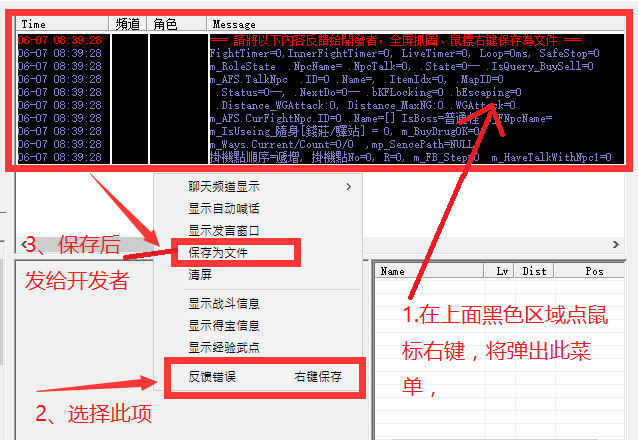 Time 頻道 角色 Message
06-07 08:39:28 === 請將以下內容反饋給開發者，全屏抓圖、鼠標右鍵保存為文件 ===
06-07 08:39:28 FightTimer=0,InnerFightTimer=0, LiveTimer=0, Loop=0ms, SafeStop=0
06-07 08:39:28 m_RoleState .NpcName= .NpcTalk=0, .State=0-- .IsQuery_BuySell=0
06-07 08:39:28 m_AFS.TalkNpc .ID=0 .Name=, .ItemIdx=0, .MapID=0
06-07 08:39:28 .Status=0--, .NextDo=0-- .bKFLocking=0 .bEscaping=0
06-07 08:39:28 .Distance_WGAttack:0, Distance_MaxNG:0 .WGAttack=0
06-07 08:39:28 m_AFS.CurFightNpc.ID=0 .Name=[] IsBoss=普通怪 FNpcName=
06-07 08:39:28 m_IsUseing_隨身[錢莊/驛站] = 0, m_BuyDrugOK=0
06-07 08:39:28 m_Ways.Current/Count=0/0 ,mp_SencePath=NULL
06-07 08:39:28 掛機點順序=遞增, 掛機點No=0, R=0, m_FB_Step=0 m_HaveTalkWithNpc1=0
聊天频道显示
显示自动喊话
显示发言窗口
保存为文件
清屏
显示战斗信息
显示得宝信息
显示经验武点
反馈错误 右键保存
3、保存后
发给开发者
2、选择此项
Name Lv Dist Pos
1.在上面黑色区域点鼠
标右键，将弹出此菜
单，